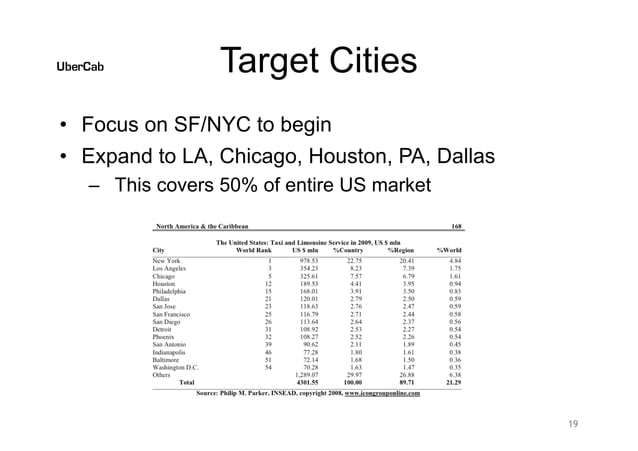 UberCab
Target Cities
• Focus on SF/NYC to begin
• Expand to LA, Chicago, Houston, PA, Dallas
– This covers 50% of entire US market
North America & the Caribbean 168
The United States: Taxi and Limousine Service in 2009, US $ mln
City World Rank US $ mln %Country %Region %World
New York 1 978.53 22.75 20.41 4.84
Los Angeles 3 354.23 8.23 7.39 1.75
Chicago 5 325.61 7.57 6.79 1.61
Houston 12 189.53 4.41 3.95 0.94
Philadelphia 15 168.01 3.91 3.50 0.83
Dallas 21 120.01 2.79 2.50 0.59
San Jose 23 118.63 2.76 2.47 0.59
San Francisco 25 116.79 2.71 2.44 0.58
San Diego 26 113.64 2.64 2.37 0.56
Detroit 31 108.92 2.53 2.27 0.54
Phoenix 32 108.27 2.52 2.26 0.54
San Antonio 39 90.62 2.11 1.89 0.45
Indianapolis 46 77.28 1.80 1.61 0.38
Baltimore 51 72.14 1.68 1.50 0.36
Washington D.C. 54 70.28 1.63 1.47 0.35
Others 1,289.07 29.97 26.88 6.38
Total 4301.55 100.00 89.71 21.29
Source: Philip M. Parker, INSEAD, copyright 2008, www.icongrouponline.com
19